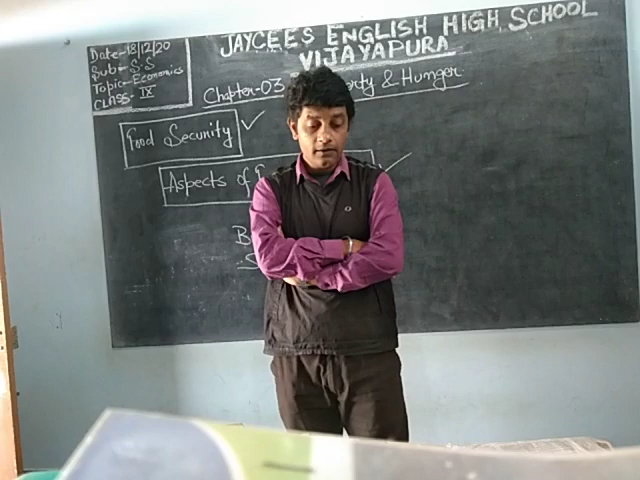 Date-18/12/20
Sub- S.S
Topic-Economics
CLASS- IX
JAYCEES ENGLISH HIGH SCHOOL
VIJAYAPURA
Chapter-03 & Hunger
Food Security
Aspects of